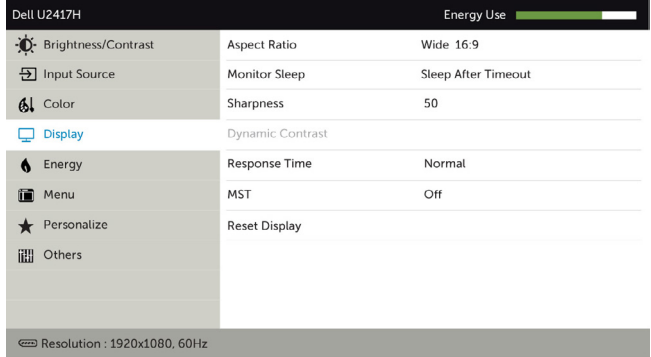 Dell U2417H Energy Use
Brightness/Contrast Aspect Ratio Wide 16:9
Input Source Monitor Sleep Sleep After Timeout
Color Sharpness 50
Display Dynamic Contrast
Energy Response Time Normal
Menu MST Off
Personalize Reset Display
Others
Resolution : 1920x1080, 60Hz